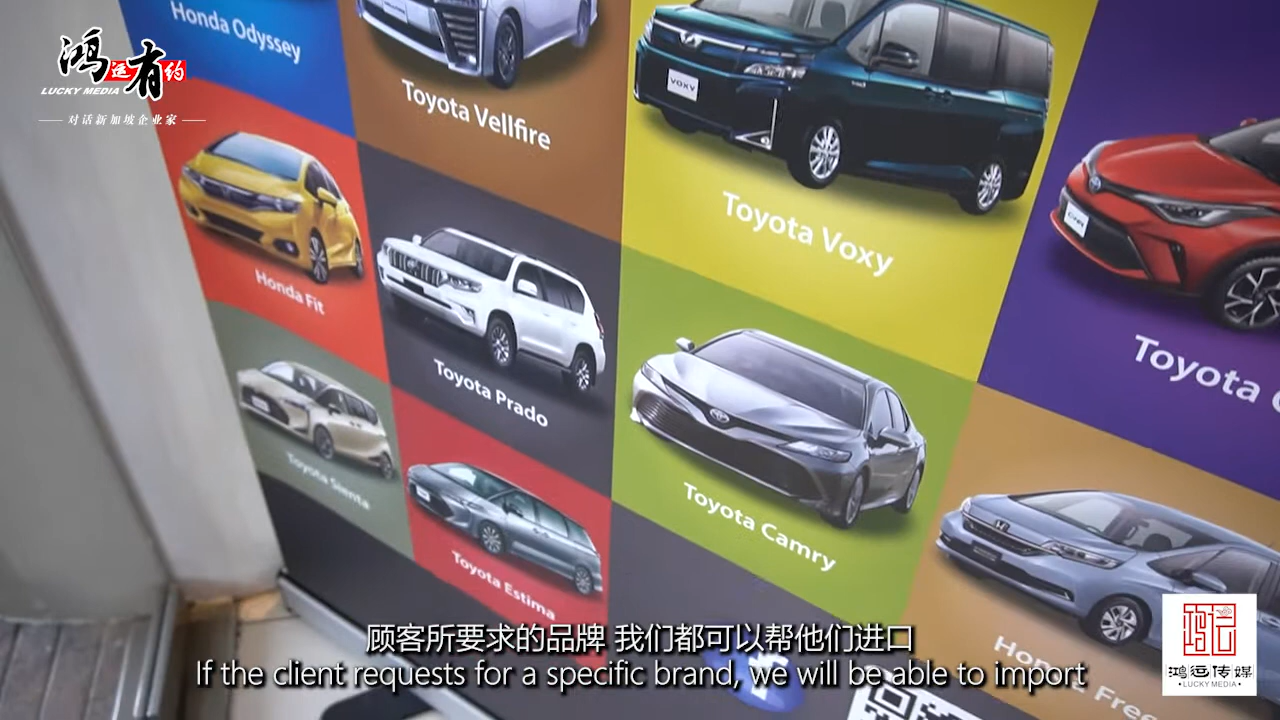 鸿运有约
LUCKY MEDIA
对话新加坡企业家
Honda Odyssey
Toyota Vellfire
VOXY
Toyota Voxy
Honda Fit
Toyota Prado
Toyota
Toyota Sienta
Toyota Estima
Toyota Camry
顾客所要求的品牌 我们都可以帮他们进口
If the client requests for a specific brand, we will be able to import
鸿运传媒
LUCKY MEDIA